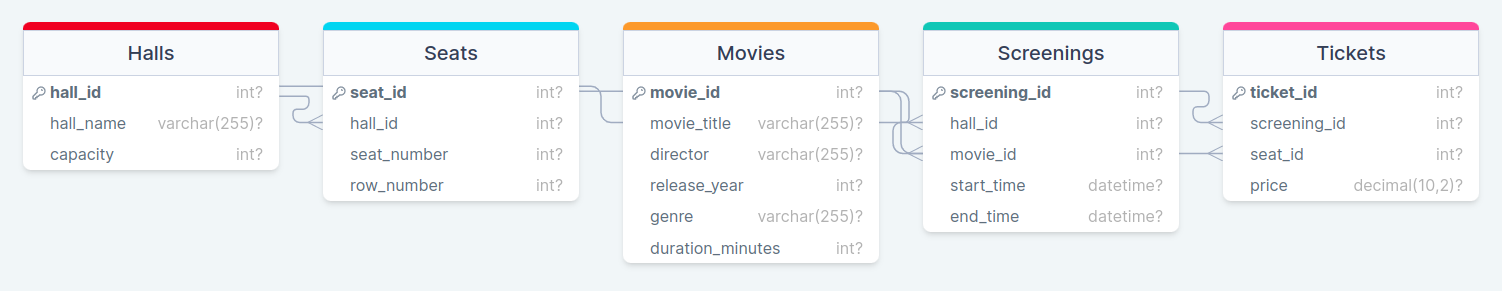 Halls
hall_id int?
hall_name varchar(255)?
capacity int?
Seats
seat_id int?
hall_id int?
seat_number int?
row_number int?
Movies
movie_id int?
movie_title varchar(255)?
director varchar(255)?
release_year int?
genre varchar(255)?
duration_minutes int?
Screenings
screening_id int?
hall_id int?
movie_id int?
start_time datetime?
end_time datetime?
Tickets
ticket_id int?
screening_id int?
seat_id int?
price decimal(10,2)?